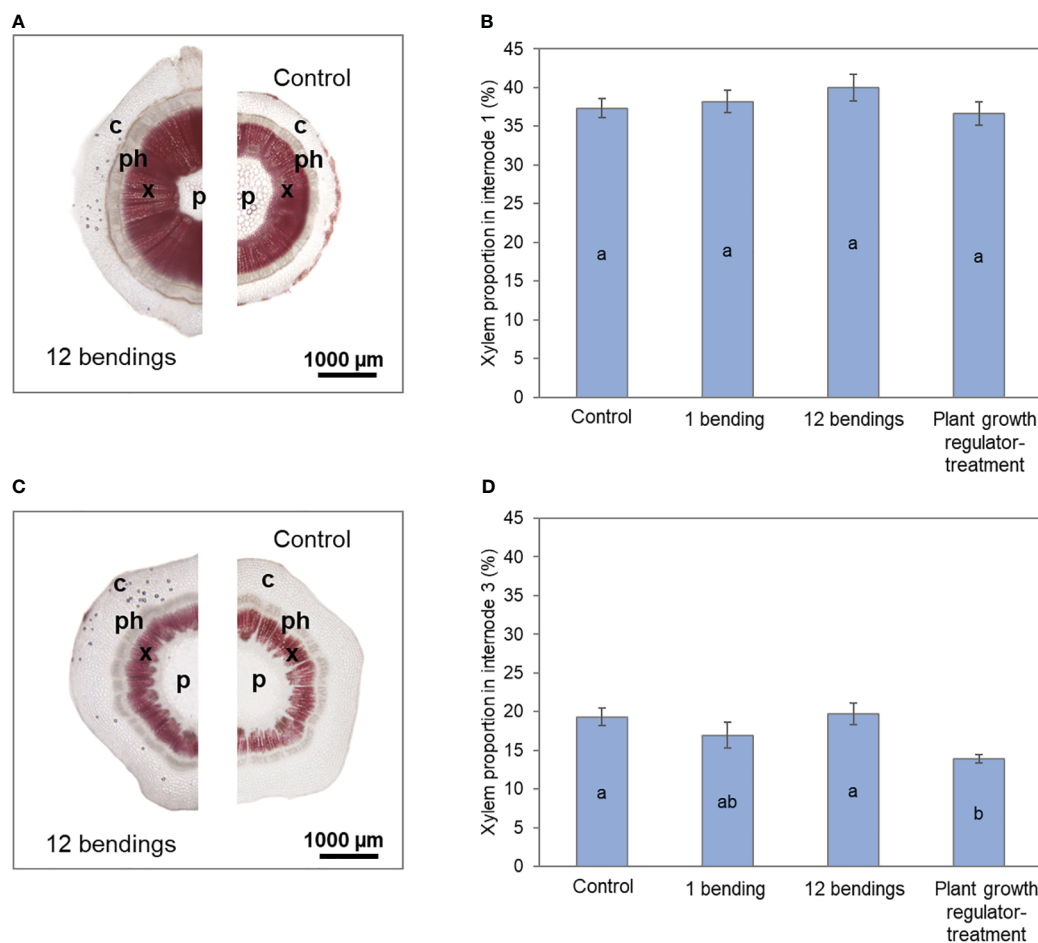 A
Control
c
c
ph
ph
x
x
p
p
12 bendings
1000 µm
B
Xylem proportion in internode 1 (%)
45
40
35
30
25
20
15
10
5
0
a
a
a
a
Control
1 bending
12 bendings
Plant growth
regulator-
treatment
C
Control
c
c
ph
ph
x
x
p
p
12 bendings
1000 µm
D
Xylem proportion in internode 3 (%)
45
40
35
30
25
20
15
10
5
0
a
ab
a
b
Control
1 bending
12 bendings
Plant growth
regulator-
treatment